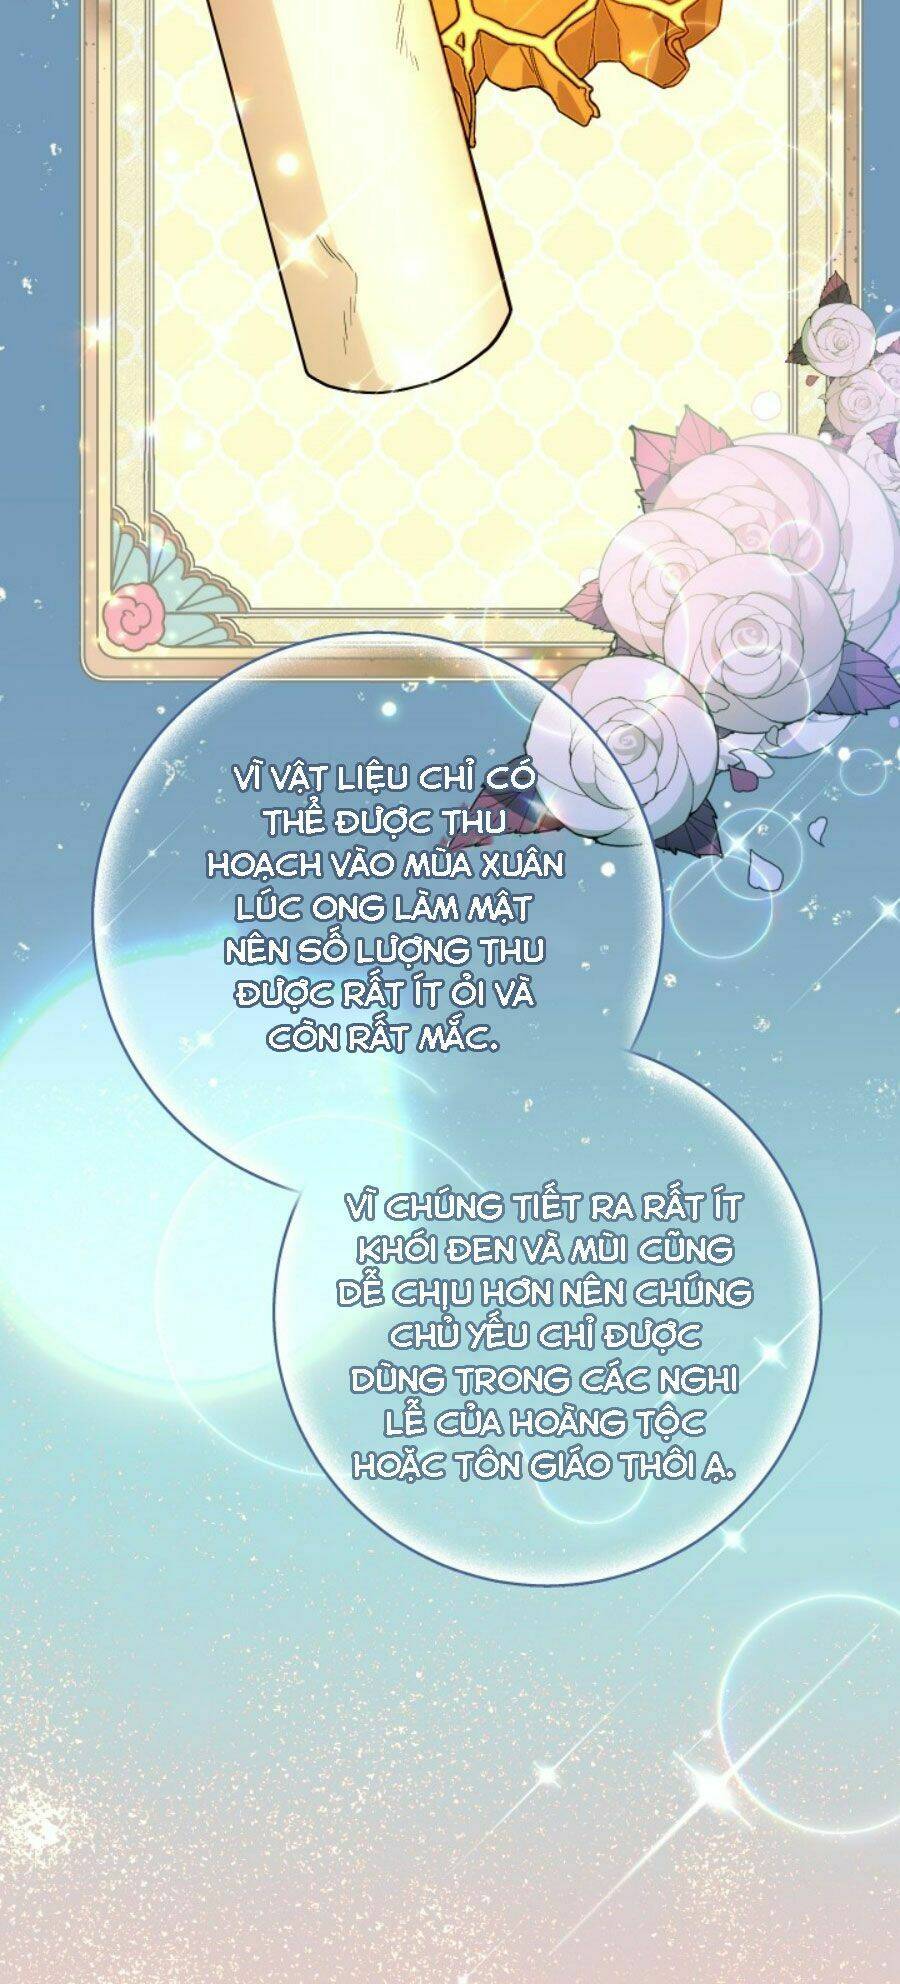 VÌ VẬT LIỆU CHỈ CÓ
THỂ ĐƯỢC THU
HOẠCH VÀO MÙA XUÂN
LÚC ONG LÀM MẬT
NÊN SỐ LƯỢNG THU
ĐƯỢC RẤT ÍT ỎI VÀ
CÒN RẤT MẮC.
VÌ CHÚNG TIẾT RA RẤT ÍT
KHÓI ĐEN VÀ MÙI CŨNG
DỄ CHỊU HƠN NÊN CHÚNG
CHỦ YẾU CHỈ ĐƯỢC
DÙNG TRONG CÁC NGHI
LỄ CỦA HOÀNG TỘC
HOẶC TÔN GIÁO THÔI Ạ.